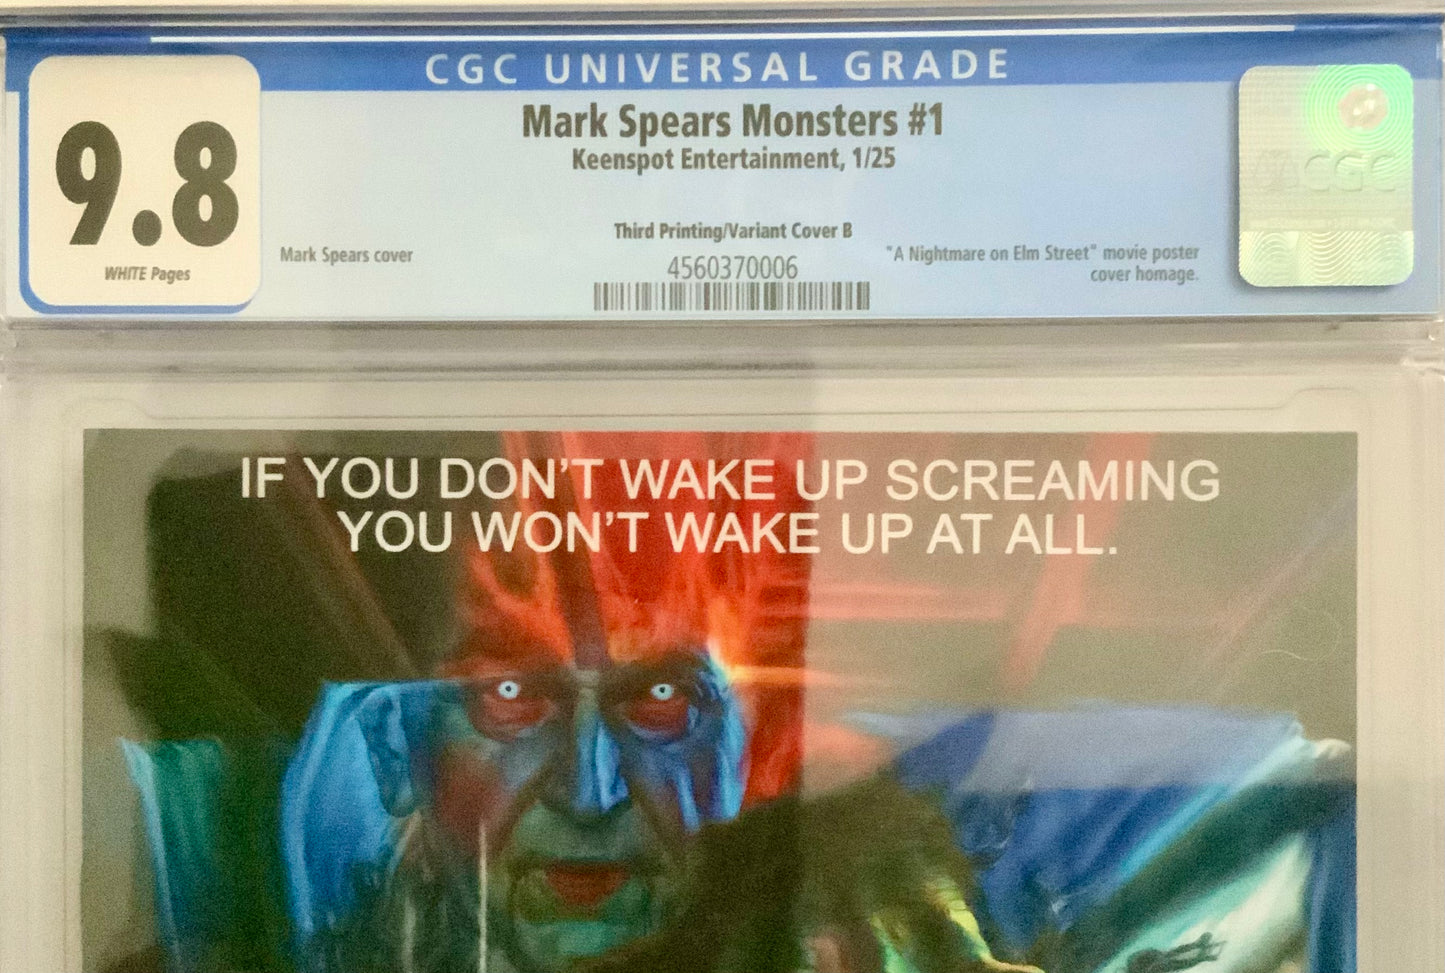 CGC UNIVERSAL GRADE
9.8
WHITE Pages
Mark Spears Monsters #1
Keenspot Entertainment, 1/25
Third Printing/Variant Cover B
4560370006
Mark Spears cover
"A Nightmare on Elm Street" movie poster
cover homage.
CGC
IF YOU DON'T WAKE UP SCREAMING
YOU WON'T WAKE UP AT ALL.